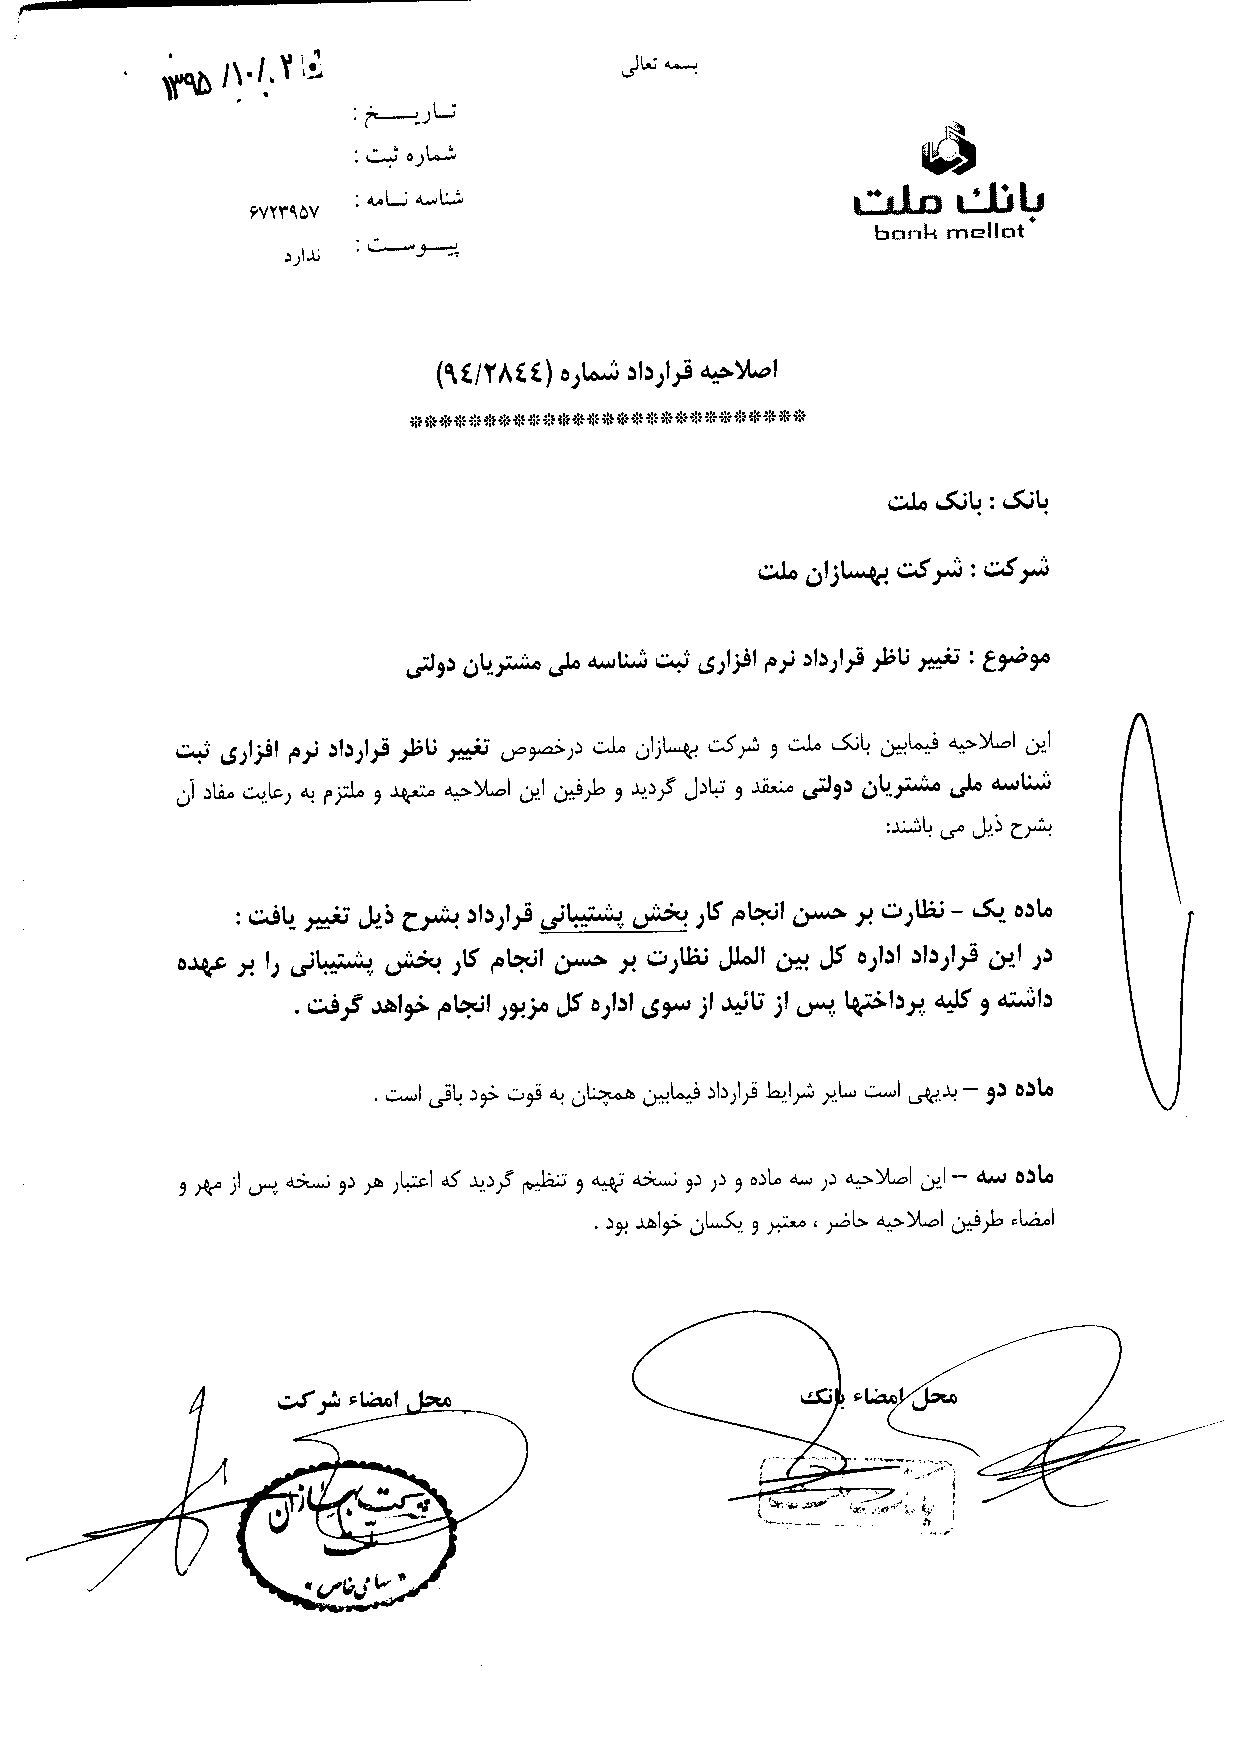 بسمه تعالی
۱۳۹۵/۱۰/۰۲
تـاریـــخ :
شماره ثبت :
شناسه نـامه : ۶۷۲۳۹۵۷
پیــوســت : ندارد
بانک ملت
bank mellat
اصلاحیه قرارداد شماره (۹٤/۲۸٤٤)
***************************
بانک : بانک ملت
شرکت : شرکت بهسازان ملت
موضوع : تغییر ناظر قرارداد نرم افزاری ثبت شناسه ملی مشتریان دولتی
این اصلاحیه فیمابین بانک ملت و شرکت بهسازان ملت درخصوص تغییر ناظر قرارداد نرم افزاری ثبت
شناسه ملی مشتریان دولتی منعقد و تبادل گردید و طرفین این اصلاحیه متعهد و ملتزم به رعایت مفاد آن
بشرح ذیل می باشند:
ماده یک – نظارت بر حسن انجام کار بخش پشتیبانی قرارداد بشرح ذیل تغییر یافت :
در این قرارداد اداره کل بین الملل نظارت بر حسن انجام کار بخش پشتیبانی را بر عهده
داشته و کلیه پرداختها پس از تائید از سوی اداره کل مزبور انجام خواهد گرفت .
ماده دو – بدیهی است سایر شرایط قرارداد فیمابین همچنان به قوت خود باقی است .
ماده سه – این اصلاحیه در سه ماده و در دو نسخه تهیه و تنظیم گردید که اعتبار هر دو نسخه پس از مهر و
امضاء طرفین اصلاحیه حاضر ، معتبر و یکسان خواهد بود .
محل امضاء بانک
محل امضاء شرکت
شرکت بهسازان
ملت
"سهامی خاص"